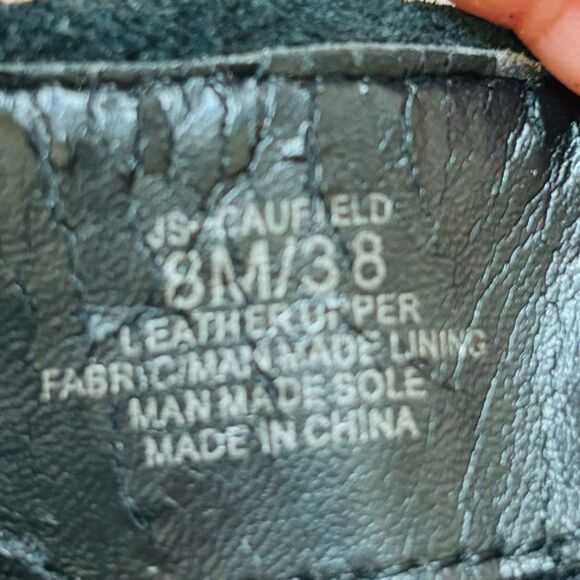 JS-CAUFIELD
8M/38
LEATHER UPPER
FABRIC/MAN MADE LINING
MAN MADE SOLE
MADE IN CHINA